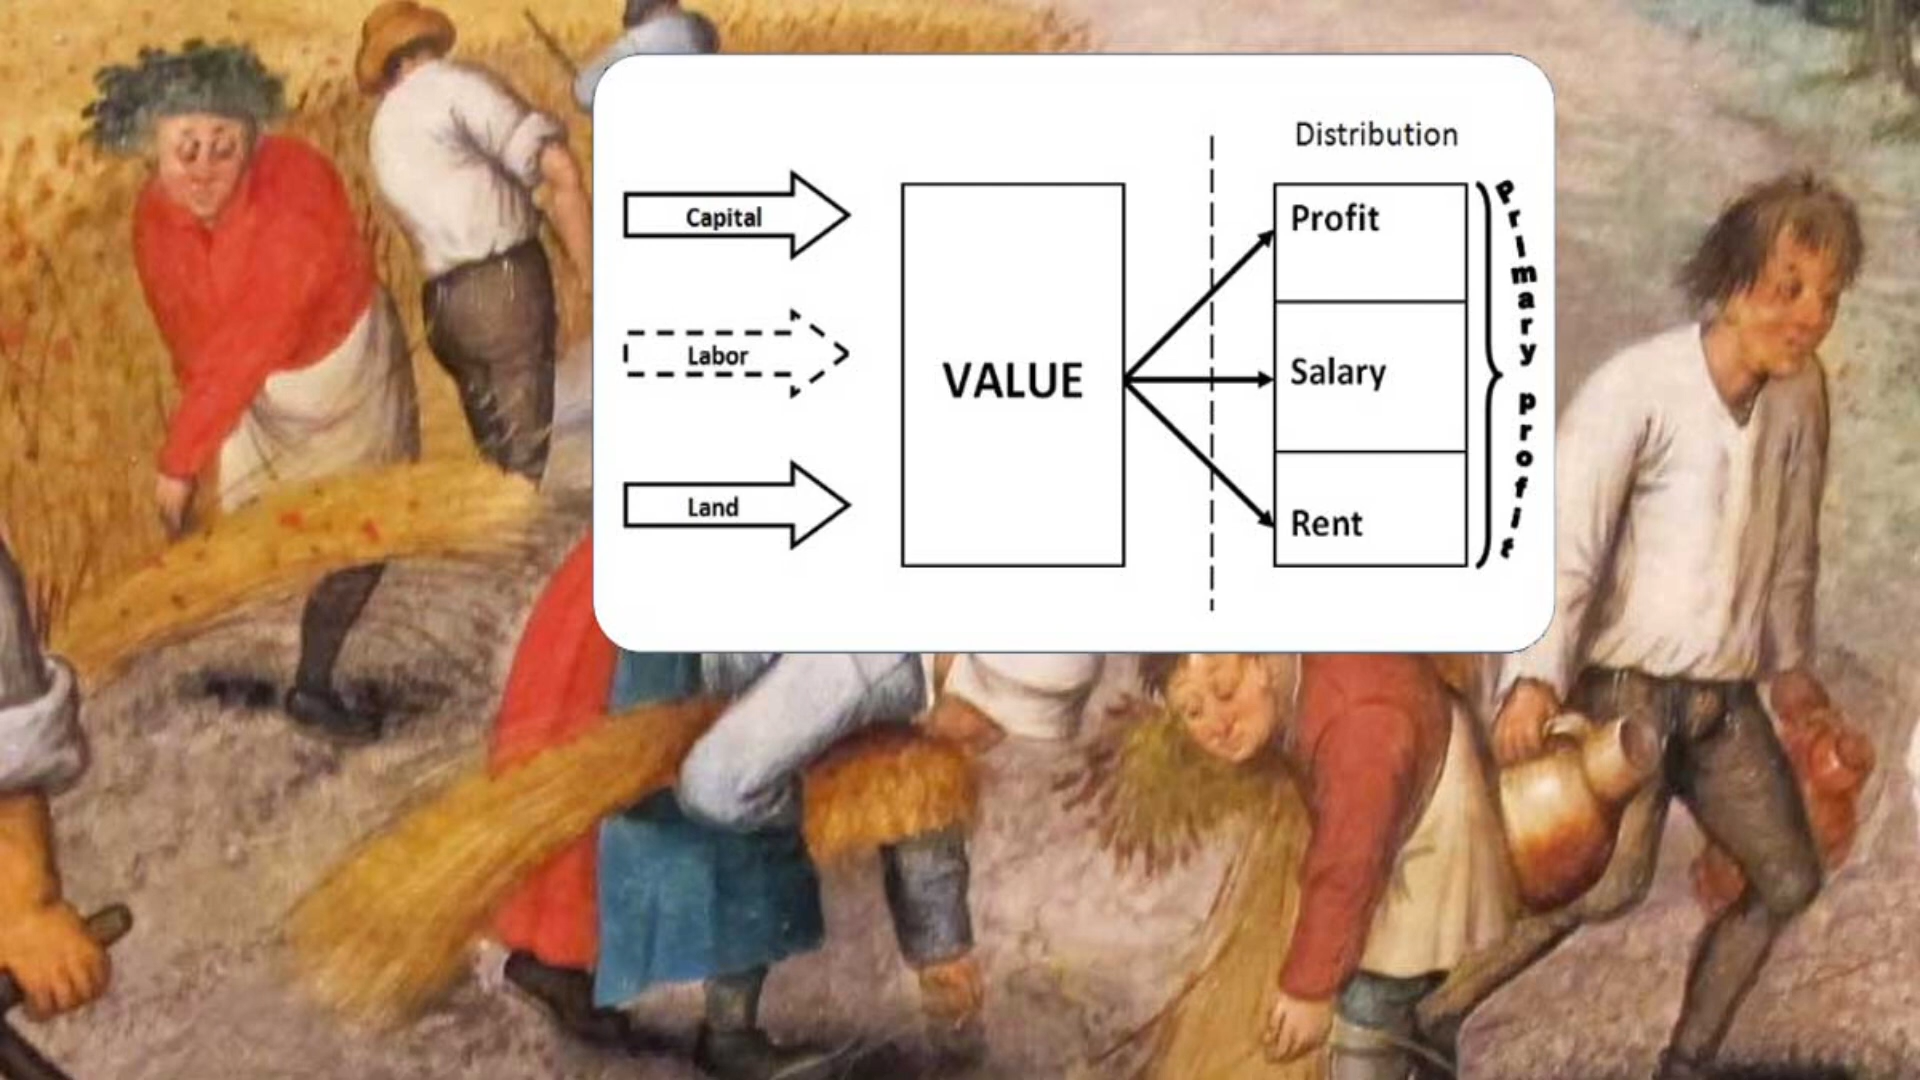 Distribution
Capital
Labor
Land
VALUE
Profit
Salary
Rent
Primary profit